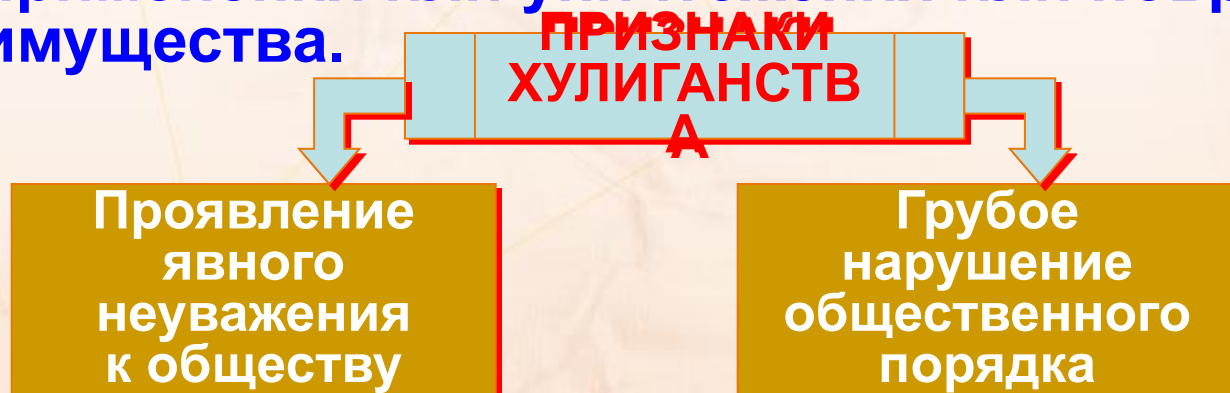 имущества.
ПРИЗНАКИ
ХУЛИГАНСТВ
А
Проявление
явного
неуважения
к обществу
Грубое
нарушение
общественного
порядка